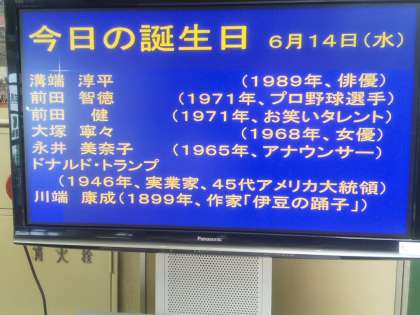 今日の誕生日 6月14日(水)
溝端 淳平 (1989年、俳優)
前田 智徳 (1971年、プロ野球選手)
前田 健 (1971年、お笑いタレント)
大塚 寧々 (1968年、女優)
永井 美奈子 (1965年、アナウンサー)
ドナルド・トランプ
(1946年、実業家、45代アメリカ大統領)
川端 康成(1899年、作家「伊豆の踊子」)
Panasonic
消火栓